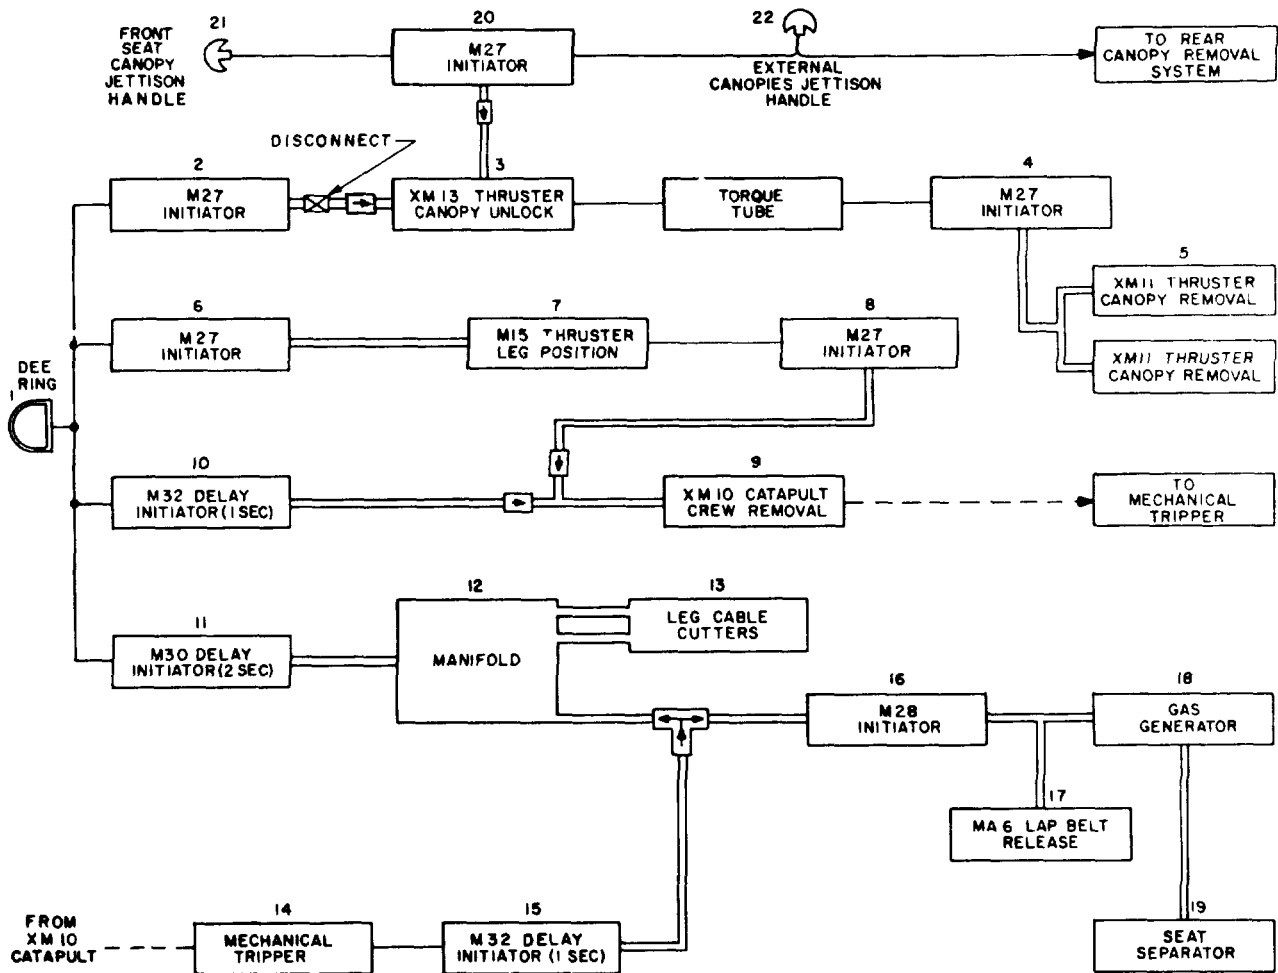 21
FRONT
SEAT
CANOPY
JETTISON
HANDLE
20
M27
INITIATOR
22
EXTERNAL
CANOPIES JETTISON
HANDLE
TO REAR
CANOPY REMOVAL
SYSTEM
DISCONNECT
2
M27
INITIATOR
3
XM13 THRUSTER
CANOPY UNLOCK
TORQUE
TUBE
4
M27
INITIATOR
5
XM11 THRUSTER
CANOPY REMOVAL
XM11 THRUSTER
CANOPY REMOVAL
6
M27
INITIATOR
7
M15 THRUSTER
LEG POSITION
8
M27
INITIATOR
DEE
RING
1
10
M32 DELAY
INITIATOR (1 SEC)
9
XM10 CATAPULT
CREW REMOVAL
TO
MECHANICAL
TRIPPER
11
M30 DELAY
INITIATOR (2 SEC)
12
MANIFOLD
13
LEG CABLE
CUTTERS
16
M28
INITIATOR
18
GAS
GENERATOR
17
MA6 LAP BELT
RELEASE
FROM
XM10
CATAPULT
14
MECHANICAL
TRIPPER
15
M32 DELAY
INITIATOR (1 SEC)
19
SEAT
SEPARATOR